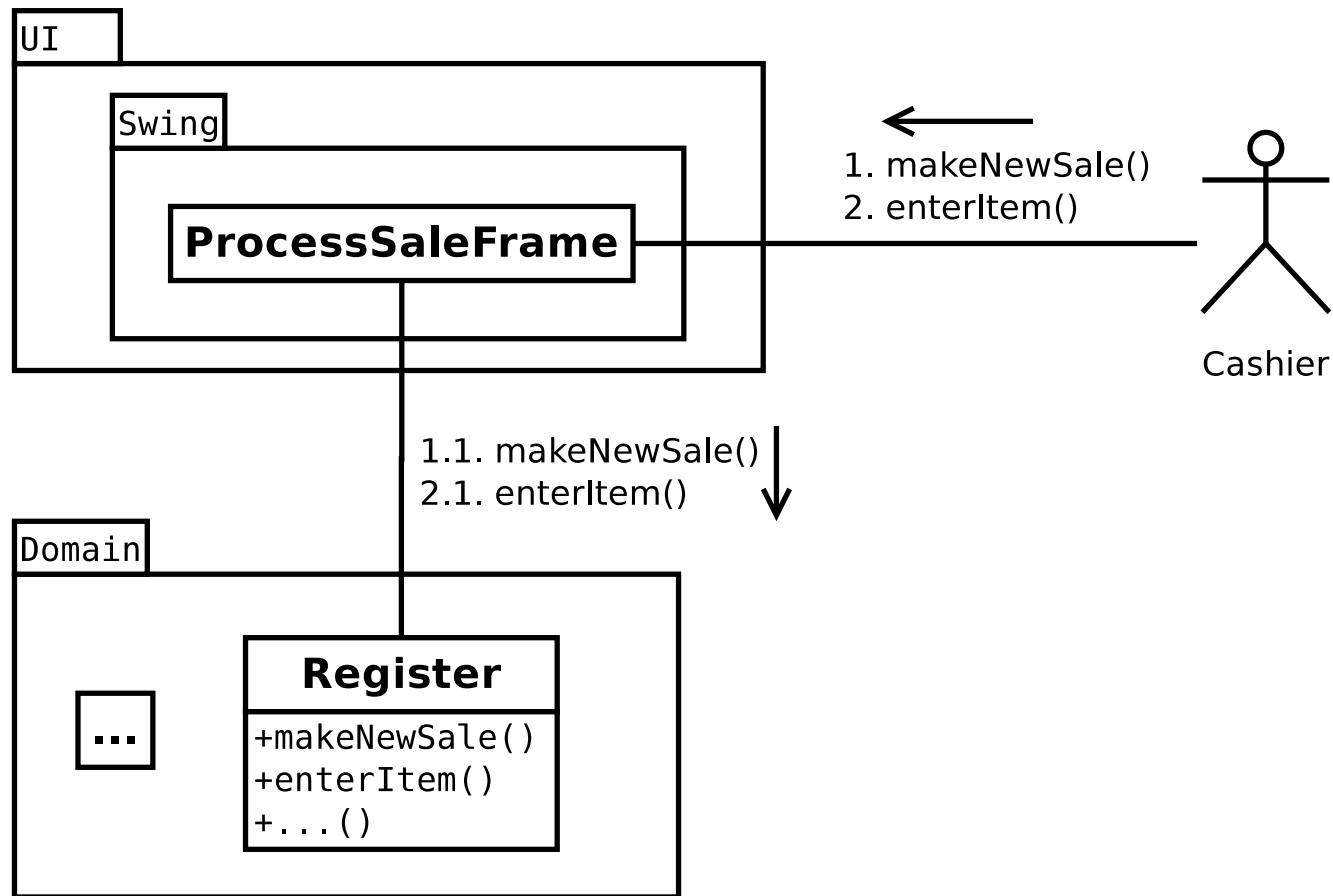 UI
Swing
1. makeNewSale()
2. enterItem()
ProcessSaleFrame
Cashier
1.1. makeNewSale()
2.1. enterItem()
Domain
Register
...
+makeNewSale()
+enterItem()
+...()